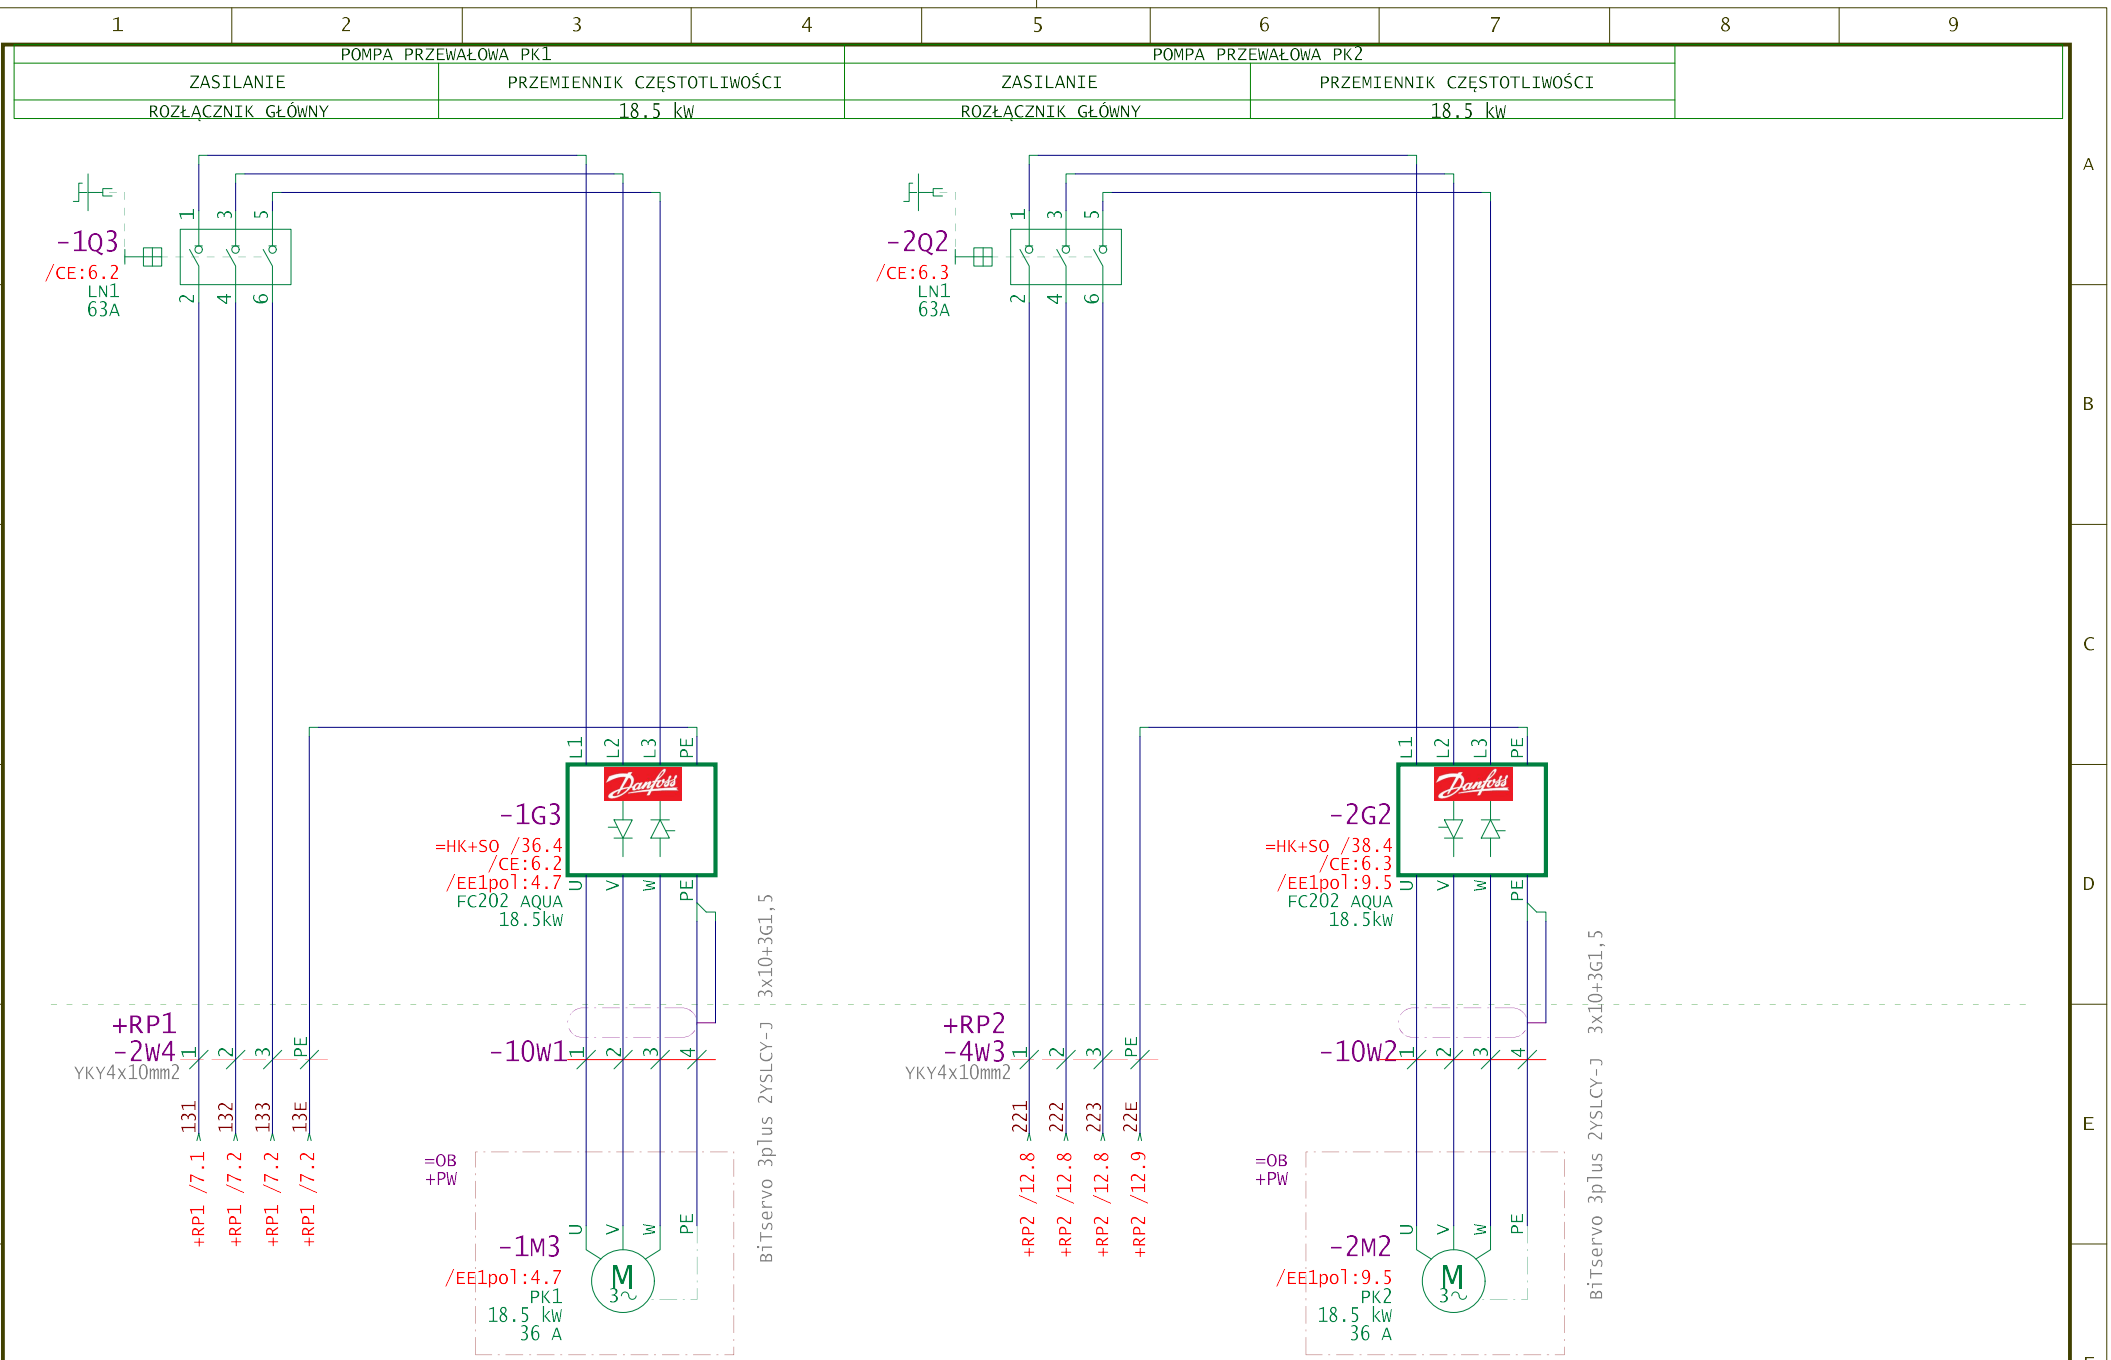 1 2 3 4 5 6 7 8 9
POMPA PRZEWAŁOWA PK1
POMPA PRZEWAŁOWA PK2
ZASILANIE
PRZEMIENNIK CZĘSTOTLIWOŚCI
ZASILANIE
PRZEMIENNIK CZĘSTOTLIWOŚCI
ROZŁĄCZNIK GŁÓWNY
18.5 kW
ROZŁĄCZNIK GŁÓWNY
18.5 kW
A
B
C
D
E
1 3 5
-1Q3
/CE:6.2
LN1
63A
2 4 6
1 3 5
-2Q2
/CE:6.3
LN1
63A
2 4 6
L1 L2 L3 PE
Danfoss
-1G3
=HK+SO /36.4
/CE:6.2
/EE1pol:4.7
FC202 AQUA
18.5kW
U V W PE
L1 L2 L3 PE
Danfoss
-2G2
=HK+SO /38.4
/CE:6.3
/EE1pol:9.5
FC202 AQUA
18.5kW
U V W PE
+RP1
-2W4
YKY4x10mm2
1 2 3 PE
131 132 133 13E
+RP1 /7.1
+RP1 /7.2
+RP1 /7.2
+RP1 /7.2
-10W1
1 2 3 4
BiTservo 3plus 2YSLCY-J 3x10+3G1,5
=OB
+PW
U V W PE
-1M3
/EE1pol:4.7
PK1
18.5 kW
36 A
M
3~
+RP2
-4W3
YKY4x10mm2
1 2 3 PE
221 222 223 22E
+RP2 /12.8
+RP2 /12.8
+RP2 /12.8
+RP2 /12.9
-10W2
1 2 3 4
BiTservo 3plus 2YSLCY-J 3x10+3G1,5
=OB
+PW
U V W PE
-2M2
/EE1pol:9.5
PK2
18.5 kW
36 A
M
3~